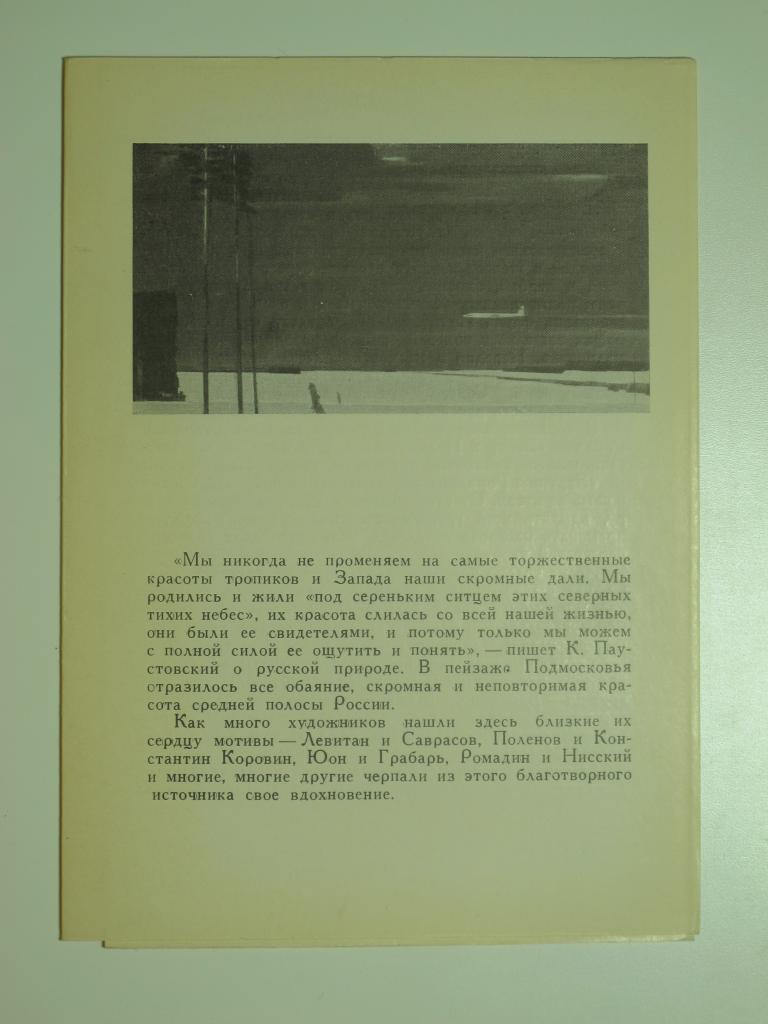 «Мы никогда не променяем на самые торжественные
красоты тропиков и Запада наши скромные дали. Мы
родились и жили «под сереньким ситцем этих северных
тихих небес», их красота слилась со всей нашей жизнью,
они были ее свидетелями, и потому только мы можем
с полной силой ее ощутить и понять», — пишет К. Пау-
стовский о русской природе. В пейзаже Подмосковья
отразилось все обаяние, скромная и неповторимая кра-
сота средней полосы России.
Как много художников нашли здесь близкие их
сердцу мотивы — Левитан и Саврасов, Поленов и Кон-
стантин Коровин, Юон и Грабарь, Ромадин и Нисский
и многие, многие другие черпали из этого благотворного
источника свое вдохновение.